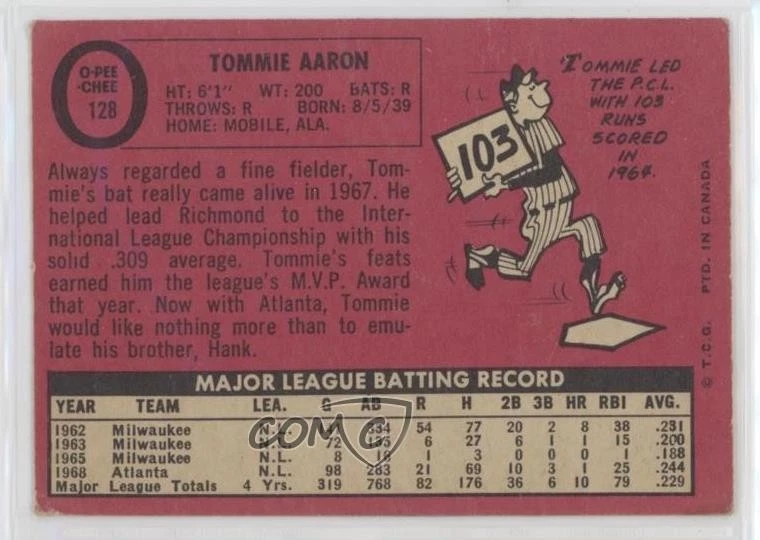 O-PEE
-CHEE
128
TOMMIE AARON
HT: 6'1" WT: 200 BATS: R
THROWS: R BORN: 8/5/39
HOME: MOBILE, ALA.
TOMMIE LED
THE P.C.L.
WITH 103
RUNS
SCORED
IN
1964.
103
Always regarded a fine fielder, Tom-
mie's bat really came alive in 1967. He
helped lead Richmond to the Inter-
national League Championship with his
solid .309 average. Tommie's feats
earned him the league's M.V.P. Award
that year. Now with Atlanta, Tommie
would like nothing more than to emu-
late his brother, Hank.
© T.C.G. PTD. IN CANADA
MAJOR LEAGUE BATTING RECORD
YEAR TEAM LEA. G AB R H 2B 3B HR RBI AVG.
1962 Milwaukee N.L. 334 54 77 20 2 8 38 .231
1963 Milwaukee N.L. 72 135 6 27 6 1 1 15 .200
1965 Milwaukee N.L. 8 16 1 3 0 0 0 1 .188
1968 Atlanta N.L. 98 283 21 69 10 3 1 25 .244
Major League Totals 4 Yrs. 319 768 82 176 36 6 10 79 .229
COMC